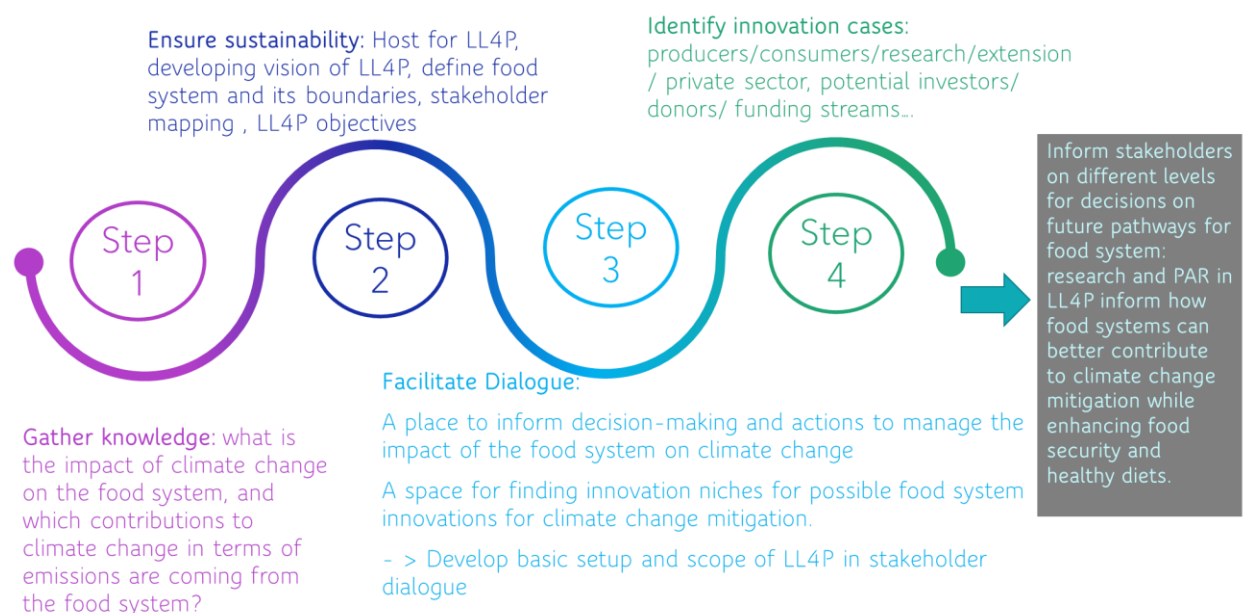 Ensure sustainability: Host for LL4P,
developing vision of LL4P, define food
system and its boundaries, stakeholder
mapping , LL4P objectives
Identify innovation cases:
producers/consumers/research/extension
/ private sector, potential investors/
donors/ funding streams….
Step
1
Step
2
Step
3
Step
4
Inform stakeholders
on different levels
for decisions on
future pathways for
food system:
research and PAR in
LL4P inform how
food systems can
better contribute
to climate change
mitigation while
enhancing food
security and
healthy diets.
Gather knowledge: what is
the impact of climate change
on the food system, and
which contributions to
climate change in terms of
emissions are coming from
the food system?
Facilitate Dialogue:
A place to inform decision-making and actions to manage the
impact of the food system on climate change
A space for finding innovation niches for possible food system
innovations for climate change mitigation.
- > Develop basic setup and scope of LL4P in stakeholder
dialogue